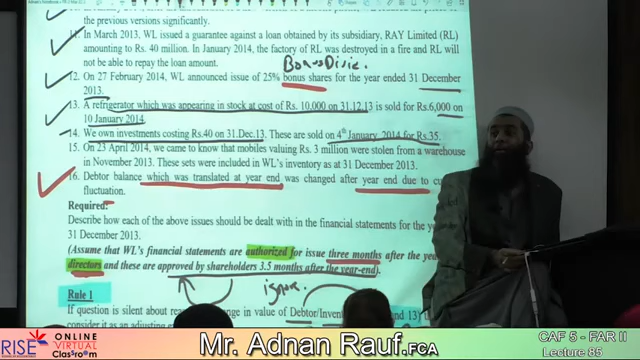 the previous versions significantly.
11. In March 2013, WL issued a guarantee against a loan obtained by its subsidiary, RAY Limited (RL)
amounting to Rs. 40 million. In January 2014, the factory of RL was destroyed in a fire and RL will
not be able to repay the loan amount.
Bonus Divie.
12. On 27 February 2014, WL announced issue of 25% bonus shares for the year ended 31 December
2013.
13. A refrigerator which was appearing in stock at cost of Rs. 10,000 on 31.12.13 is sold for Rs.6,000 on
10 January 2014.
14. We own investments costing Rs.40 on 31.Dec.13. These are sold on 4th January 2014 for Rs.35.
15. On 23 April 2014, we came to know that mobiles valuing Rs. 3 million were stolen from a warehouse
in November 2013. These sets were included in WL's inventory as at 31 December 2013.
16. Debtor balance which was translated at year end was changed after year end due to
fluctuation.
Required:
Describe how each of the above issues should be dealt with in the financial statements for the
31 December 2013.
(Assume that WL's financial statements are authorized for issue three months after the
directors and these are approved by shareholders 3.5 months after the year-end).
ignore
Rule 1
If question is silent about in value of 13
consider it as adjusting
RISE
ONLINE
VIRTUAL
Classroom
Mr. Adnan Rauf.FCA
CAF 5 - FAR II
Lecture 85